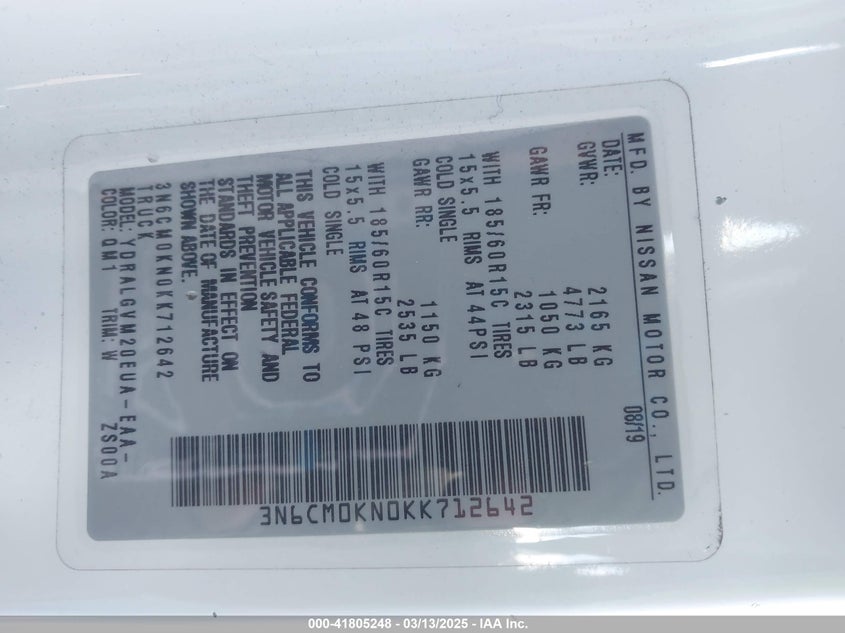 MFD. BY NISSAN MOTOR CO., LTD.
DATE: 08/19
GVWR: 2165 KG
4773 LB
GAWR FR: 1050 KG
2315 LB
WITH 185/60R15C TIRES
15x5.5 RIMS AT 44PSI
COLD SINGLE
GAWR RR: 1150 KG
2535 LB
WITH 185/60R15C TIRES
15x5.5 RIMS AT 48 PSI
COLD SINGLE
THIS VEHICLE CONFORMS TO
ALL APPLICABLE FEDERAL
MOTOR VEHICLE SAFETY AND
THEFT PREVENTION
STANDARDS IN EFFECT ON
THE DATE OF MANUFACTURE
SHOWN ABOVE.
3N6CM0KN0KK712642
TRUCK
MODEL: YDRALGVM20EUA-EAA-
COLOR: QM1 TRIM: W ZS00A
3N6CM0KN0KK712642
000-41805248 - 03/13/2025 - IAA Inc.